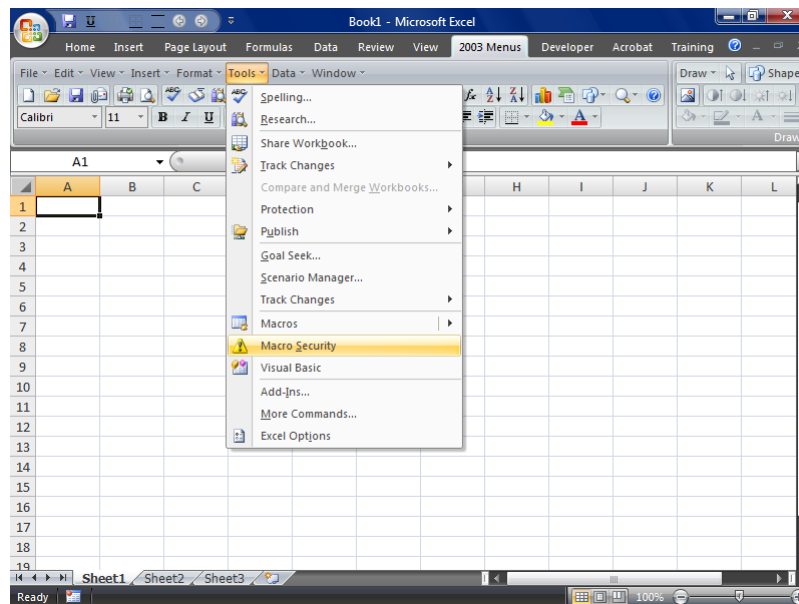 Book1 - Microsoft Excel
Home Insert Page Layout Formulas Data Review View 2003 Menus Developer Acrobat Training
File Edit View Insert Format Tools Data Window Draw Shape
Calibri 11 B I U A A
Draw
A1 fx
A B C H I J K L
Spelling...
Research...
Share Workbook...
Track Changes
Compare and Merge Workbooks...
Protection
Publish
Goal Seek...
Scenario Manager...
Track Changes
Macros
Macro Security
Visual Basic
Add-Ins...
More Commands...
Excel Options
1
2
3
4
5
6
7
8
9
10
11
12
13
14
15
16
17
18
19
Sheet1 Sheet2 Sheet3
Ready 100%